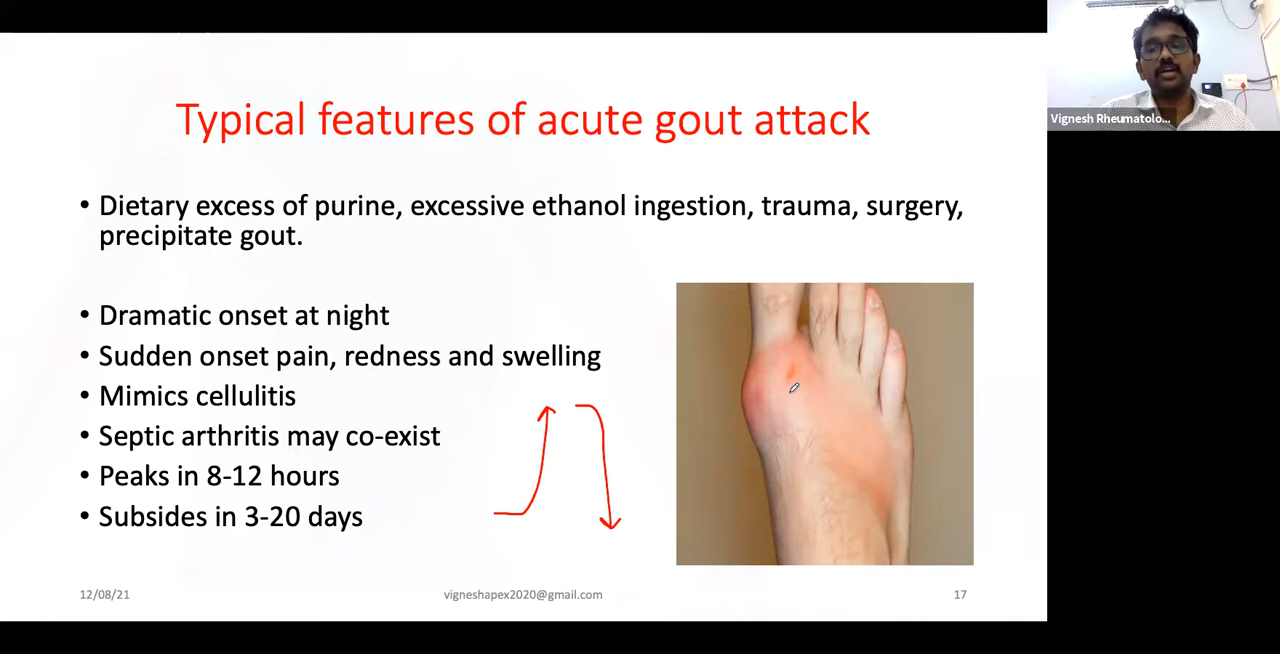 Typical features of acute gout attack
• Dietary excess of purine, excessive ethanol ingestion, trauma, surgery,
precipitate gout.
• Dramatic onset at night
• Sudden onset pain, redness and swelling
• Mimics cellulitis
• Septic arthritis may co-exist
• Peaks in 8-12 hours
• Subsides in 3-20 days
12/08/21
vigneshapex2020@gmail.com
17
Vignesh Rheumatolo...